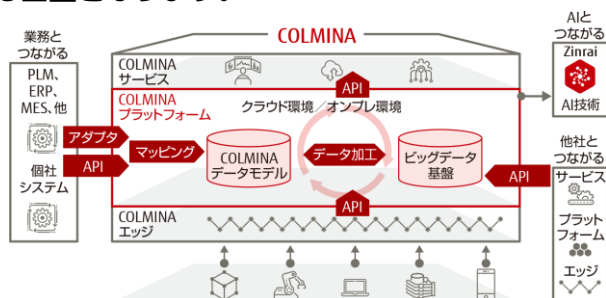 業務と
つながる
PLM、
ERP、
MES、他
個社
システム
アダプタ
API
COLMINA
COLMINA
サービス
API
COLMINA
プラットフォーム
クラウド環境／オンプレ環境
マッピング
COLMINA
データモデル
データ加工
ビッグデータ
基盤
API
API
COLMINA
エッジ
AIと
つながる
Zinrai
AI技術
他社と
つながる
サービス
プラット
フォーム
エッジ